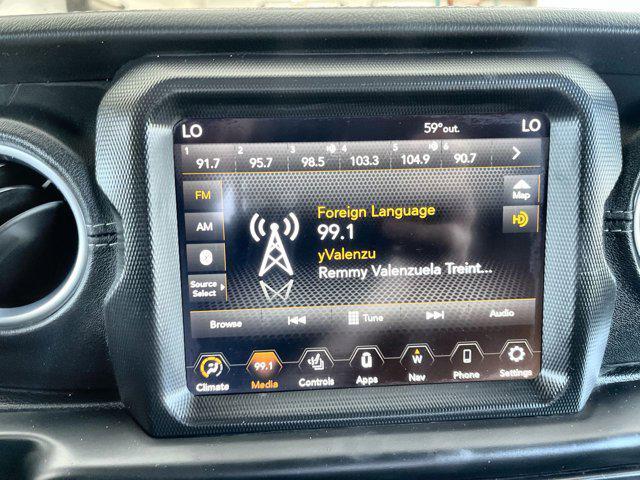 LO 59° out. LO
1 2 3 4 5 6
91.7 95.7 98.5 103.3 104.9 90.7
FM
AM
Source
Select
Foreign Language
99.1
yValenzu
Remmy Valenzuela Treint...
Map
HD
Browse Tune Audio
99.1 W
Climate Media Controls Apps Nav Phone Settings